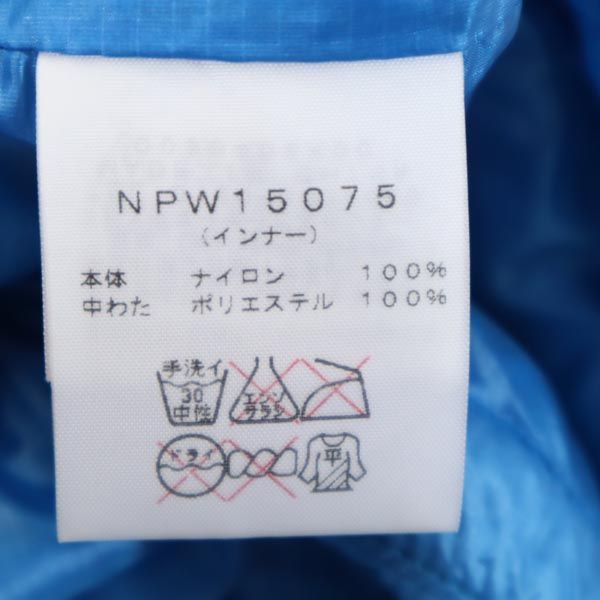 NPW15075
(インナー)
本体 ナイロン 100%
中わた ポリエステル 100%
手洗イ
30
中性
エンソ
サラシ
ドライ
平